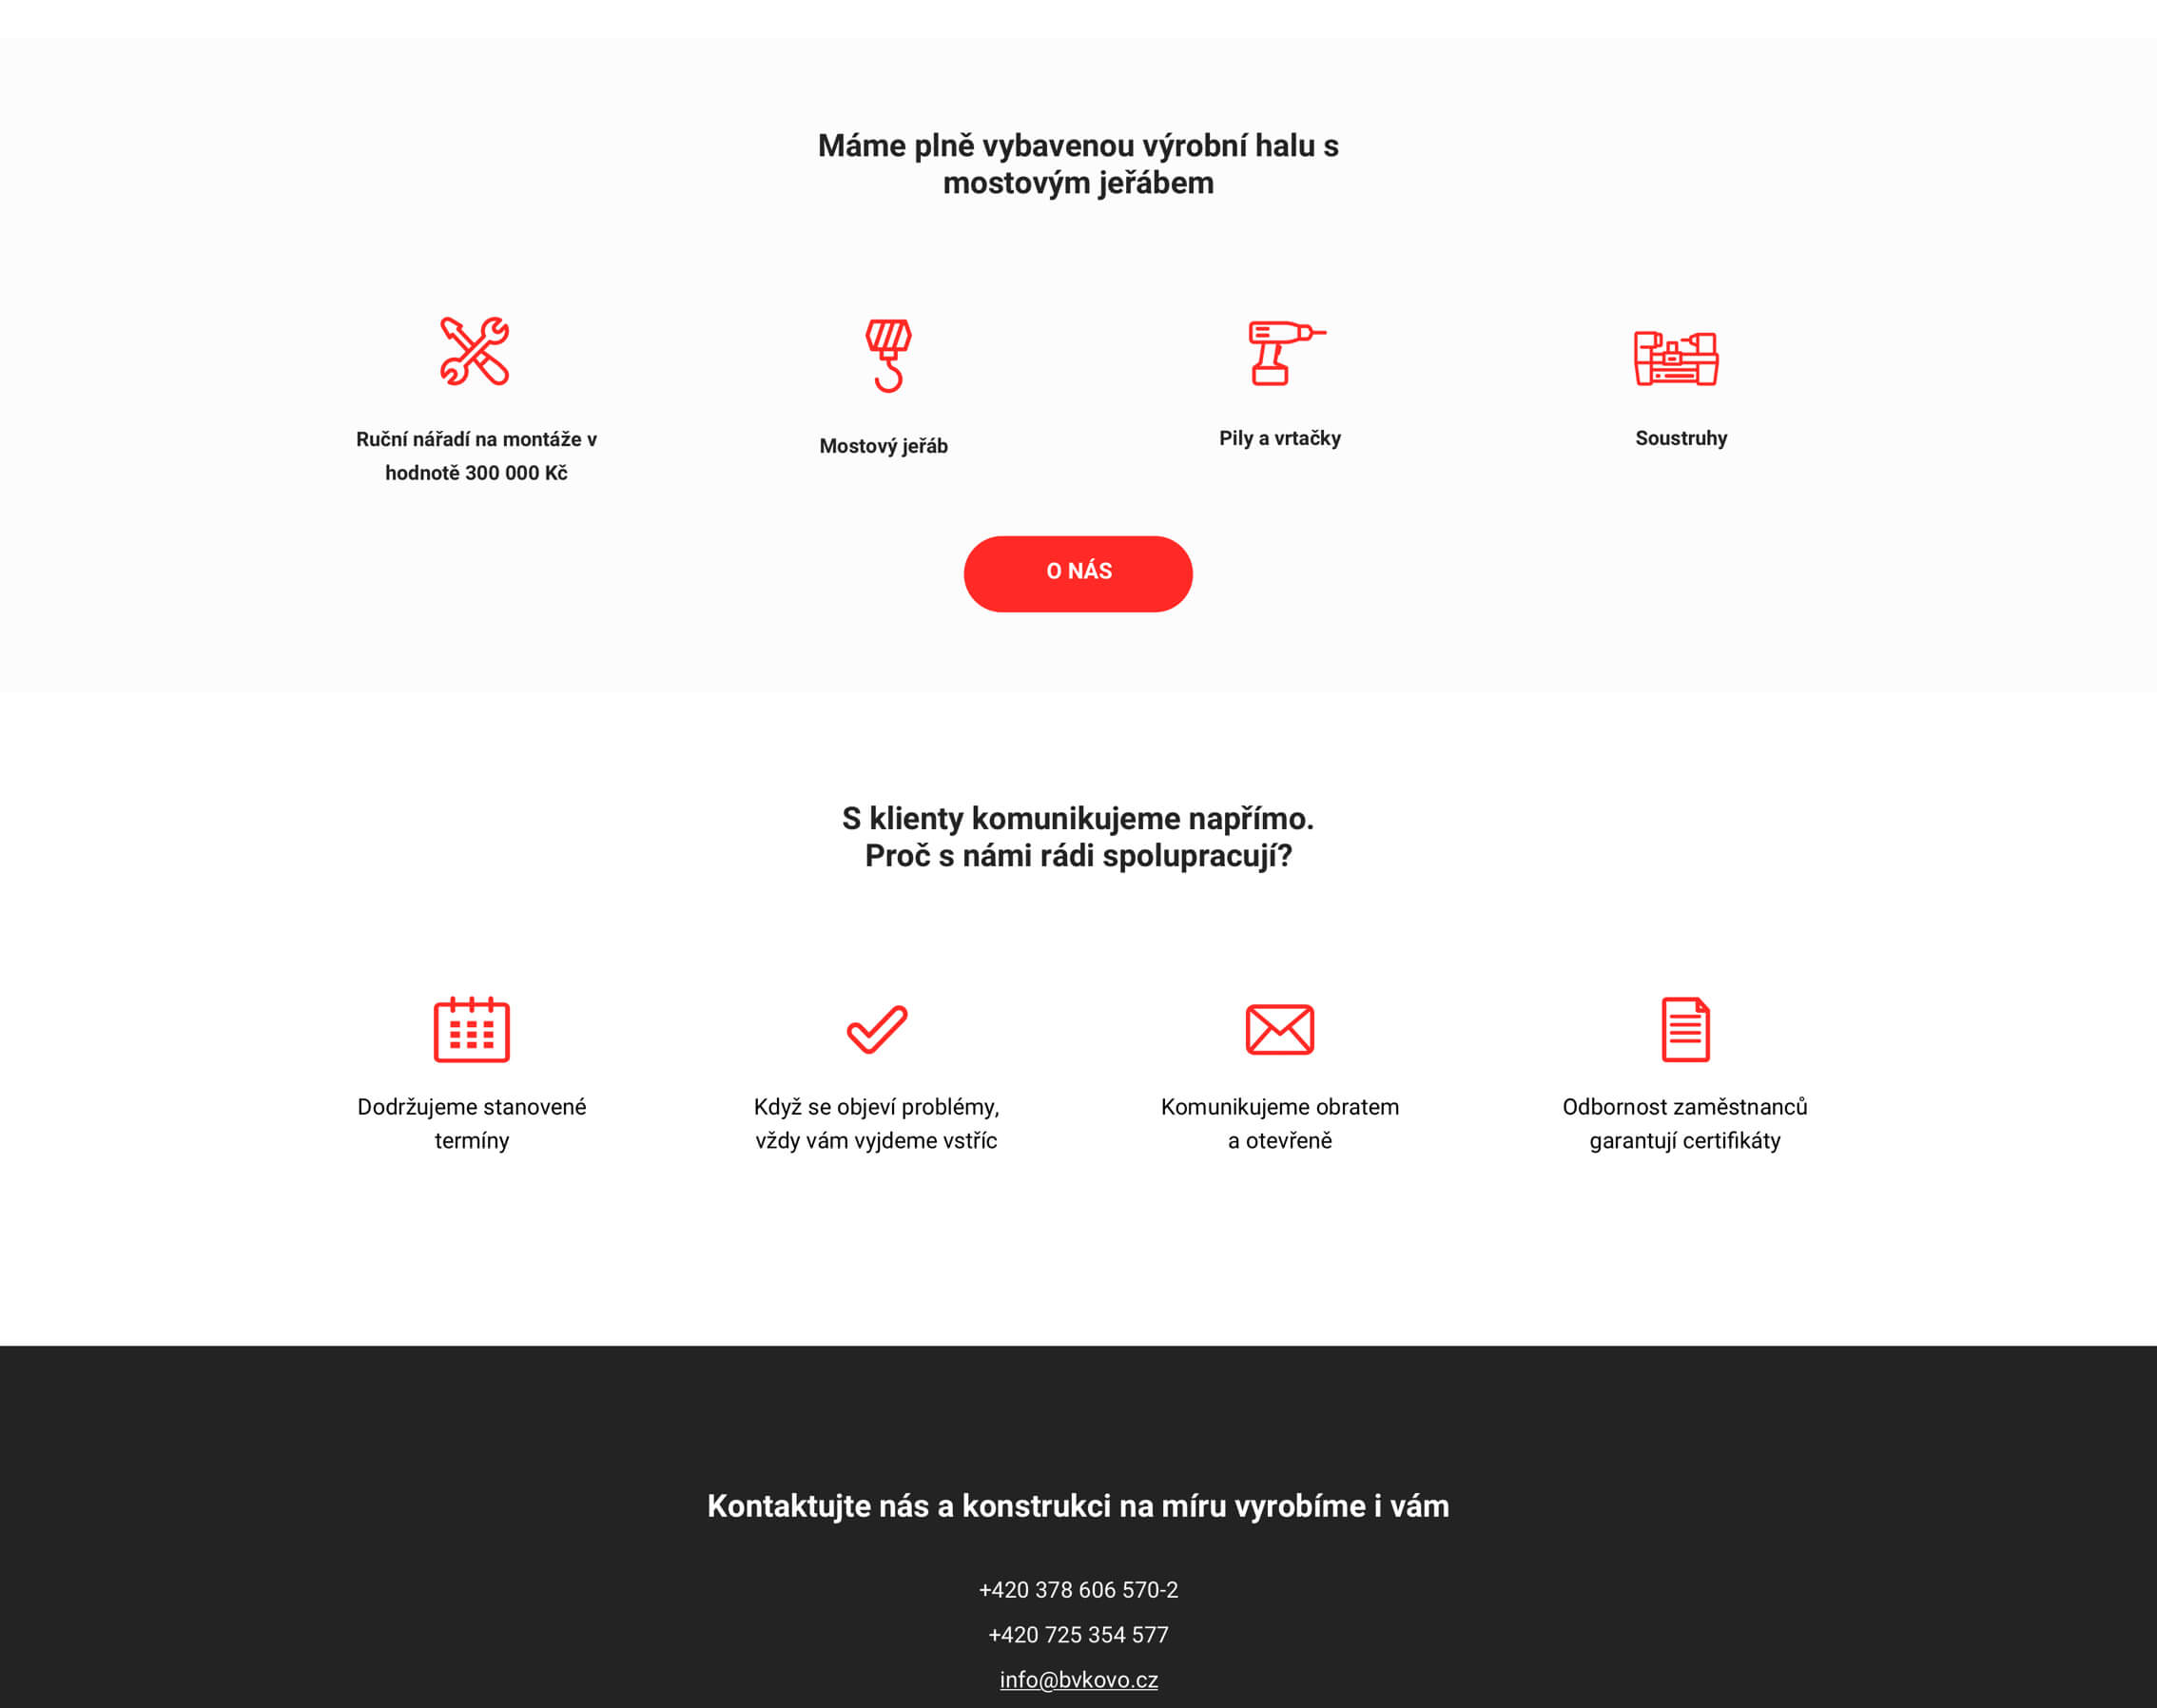 Máme plně vybavenou výrobní halu s
mostovým jeřábem
Ruční nářadí na montáže v
hodnotě 300 000 Kč
Mostový jeřáb
Pily a vrtačky
Soustruhy
O NÁS
S klienty komunikujeme napřímo.
Proč s námi rádi spolupracují?
Dodržujeme stanovené
termíny
Když se objeví problémy,
vždy vám vyjdeme vstříc
Komunikujeme obratem
a otevřeně
Odbornost zaměstnanců
garantují certifikáty
Kontaktujte nás a konstrukci na míru vyrobíme i vám
+420 378 606 570-2
+420 725 354 577
info@bvkovo.cz